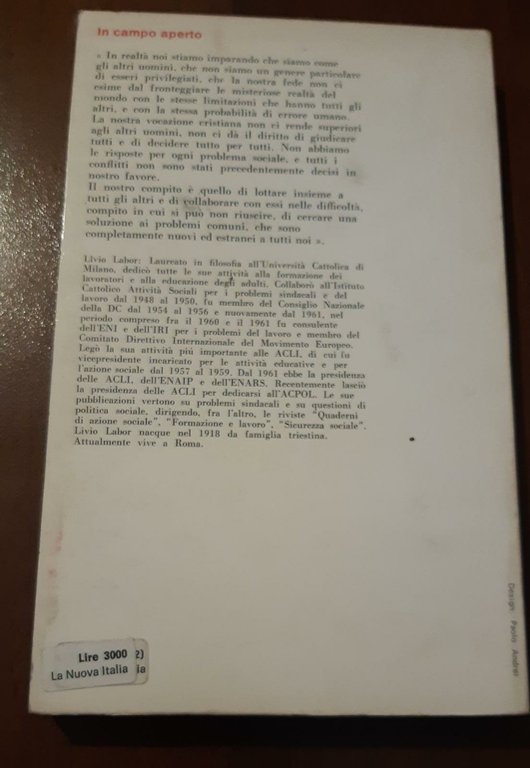 In campo aperto
« In realtà noi stiamo imparando che siamo come
gli altri uomini, che non siamo un genere particolare
di esseri privilegiati, che la nostra fede non ci
esime dal fronteggiare le misteriose realtà del
mondo con le stesse limitazioni che hanno tutti gli
altri, e con la stessa probabilità di errore umano.
La nostra vocazione cristiana non ci rende superiori
agli altri uomini, non ci dà il diritto di giudicare
tutti e di decidere tutto per tutti. Non abbiamo
le risposte per ogni problema sociale, e tutti i
conflitti non sono stati precedentemente decisi in
nostro favore.
Il nostro compito è quello di lottare insieme a
tutti gli altri e di collaborare con essi nelle difficoltà,
compito in cui si può non riuscire, di cercare una
soluzione ai problemi comuni, che sono
completamente nuovi ed estranei a tutti noi ».
Livio Labor: Laureato in filosofia all'Università Cattolica di
Milano, dedicò tutte le sue attività alla formazione dei
lavoratori e alla educazione degli adulti. Collaborò all'Istituto
Cattolico Attività Sociali per i problemi sindacali e del
lavoro dal 1948 al 1950, fu membro del Consiglio Nazionale
della DC dal 1954 al 1956 e nuovamente dal 1961, nel
periodo compreso fra il 1960 e il 1961 fu consulente
dell'ENI e dell'IRI per i problemi del lavoro e membro del
Comitato Direttivo Internazionale del Movimento Europeo.
Legò la sua attività più importante alle ACLI, di cui fu
vicepresidente incaricato per le attività educative e per
l'azione sociale dal 1957 al 1959. Dal 1961 ebbe la presidenza
delle ACLI, dell'ENAIP e dell'ENARS. Recentemente lasciò
la presidenza delle ACLI per dedicarsi all'ACPOL. Le sue
pubblicazioni vertono su problemi sindacali e su questioni di
politica sociale, dirigendo, fra l'altro, le riviste "Quaderni
di azione sociale", "Formazione e lavoro", "Sicurezza sociale".
Livio Labor nacque nel 1918 da famiglia triestina.
Attualmente vive a Roma.
Design: Paolo Andrei
Lire 3000 2)
La Nuova Italia ia